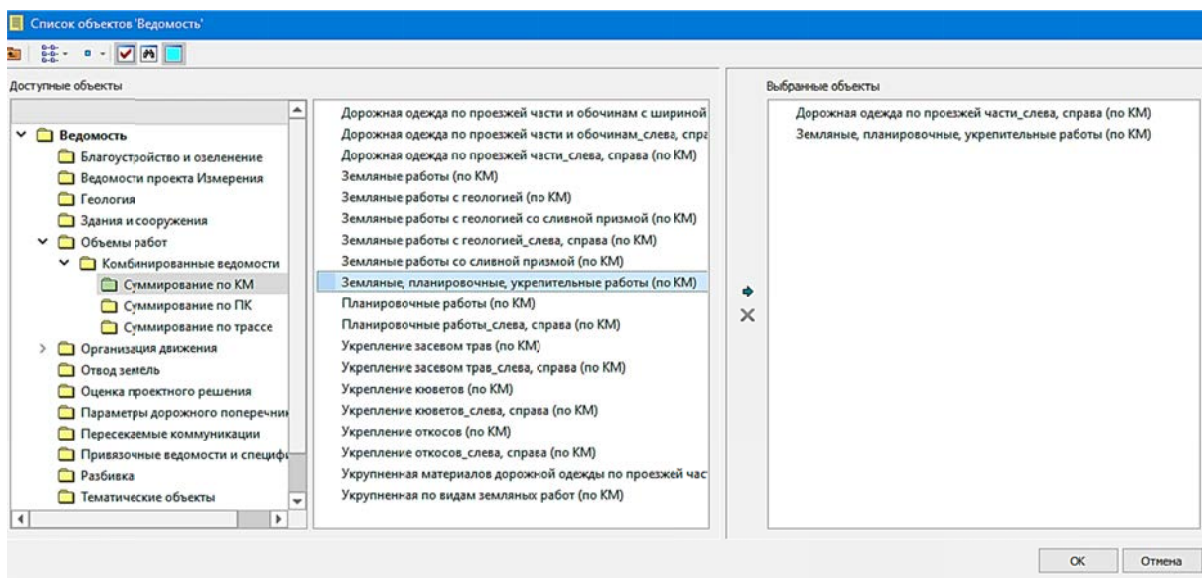 Список объектов 'Ведомость'
Доступные объекты
Ведомость
Благоустройство и озеленение
Ведомости проекта Измерения
Геология
Здания и сооружения
Объемы работ
Комбинированные ведомости
Суммирование по КМ
Суммирование по ПК
Суммирование по трассе
Организация движения
Отвод земель
Оценка проектного решения
Параметры дорожного поперечник
Пересекаемые коммуникации
Привязочные ведомости и специфи
Разбивка
Тематические объекты
Дорожная одежда по проезжей части и обочинам с шириной
Дорожная одежда по проезжей части и обочинам_слева, спра
Дорожная одежда по проезжей части_слева, справа (по КМ)
Земляные работы (по КМ)
Земляные работы с геологией (по КМ)
Земляные работы с геологией со сливной призмой (по КМ)
Земляные работы с геологией_слева, справа (по КМ)
Земляные работы со сливной призмой (по КМ)
Земляные, планировочные, укрепительные работы (по КМ)
Планировочные работы (по КМ)
Планировочные работы_слева, справа (по КМ)
Укрепление засевом трав (по КМ)
Укрепление засевом трав_слева, справа (по КМ)
Укрепление кюветов (по КМ)
Укрепление кюветов_слева, справа (по КМ)
Укрепление откосов (по КМ)
Укрепление откосов_слева, справа (по КМ)
Укрупненная материалов дорожной одежды по проезжей час
Укрупненная по видам земляных работ (по КМ)
Выбранные объекты
Дорожная одежда по проезжей части_слева, справа (по КМ)
Земляные, планировочные, укрепительные работы (по КМ)
ОК
Отмена